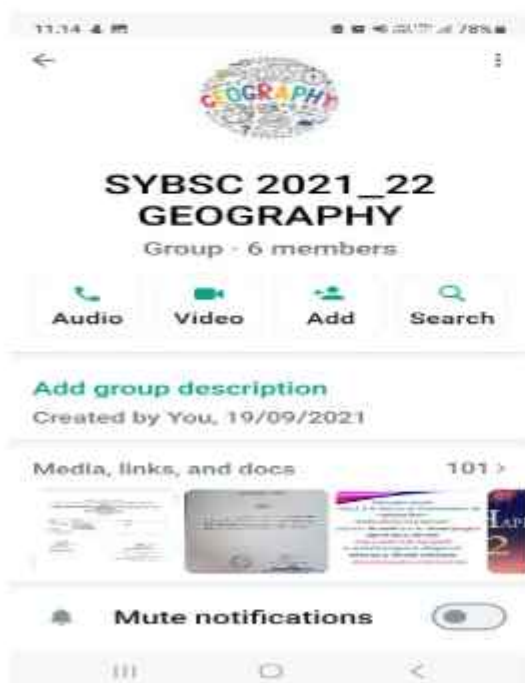 11:14
78%
GEOGRAPHY
SYBSC 2021_22
GEOGRAPHY
Group · 6 members
Audio Video Add Search
Add group description
Created by You, 19/09/2021
Media, links, and docs 101 >
Mute notifications